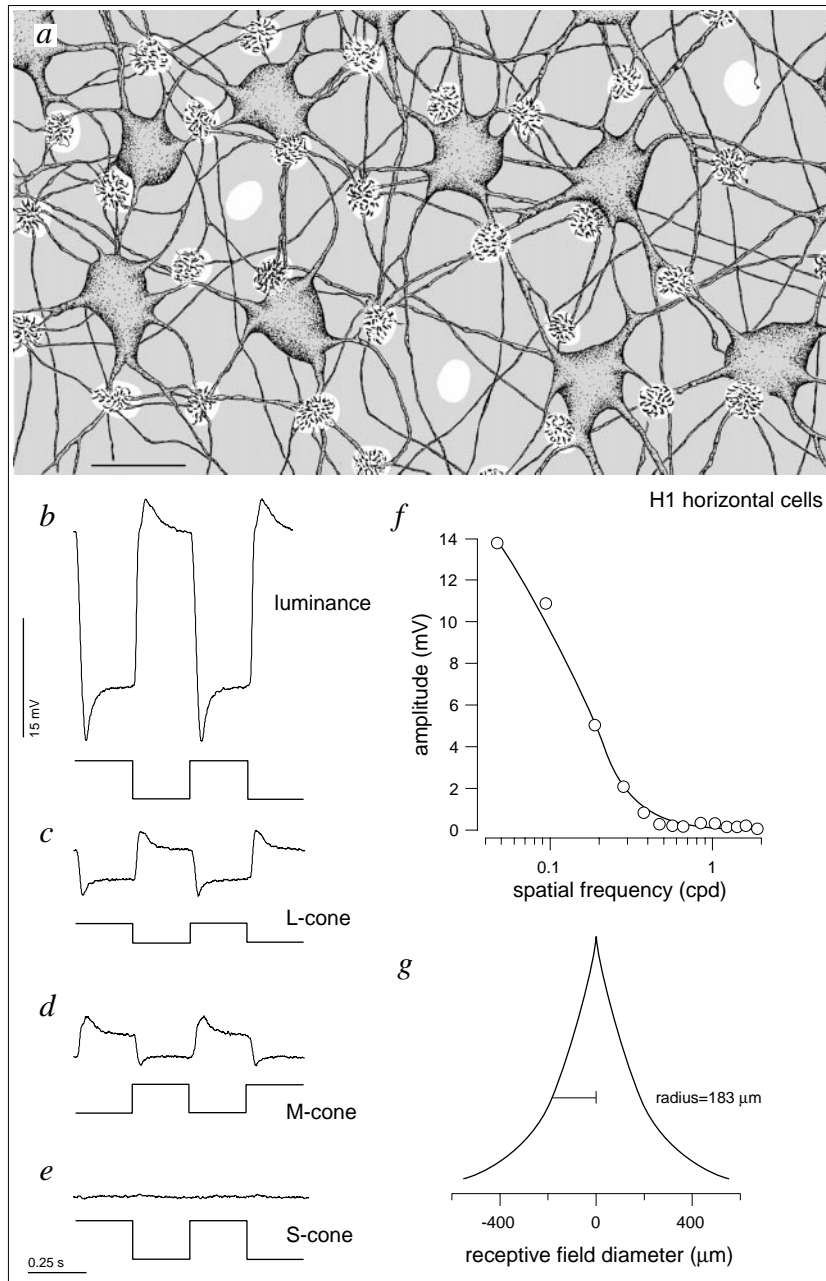 a
b
luminance
15 mV
c
L-cone
d
M-cone
e
S-cone
0.25 s
H1 horizontal cells
f
14
12
10
8
6
4
2
0
amplitude (mV)
0.1 1
spatial frequency (cpd)
g
radius=183 μm
-400 0 400
receptive field diameter (μm)